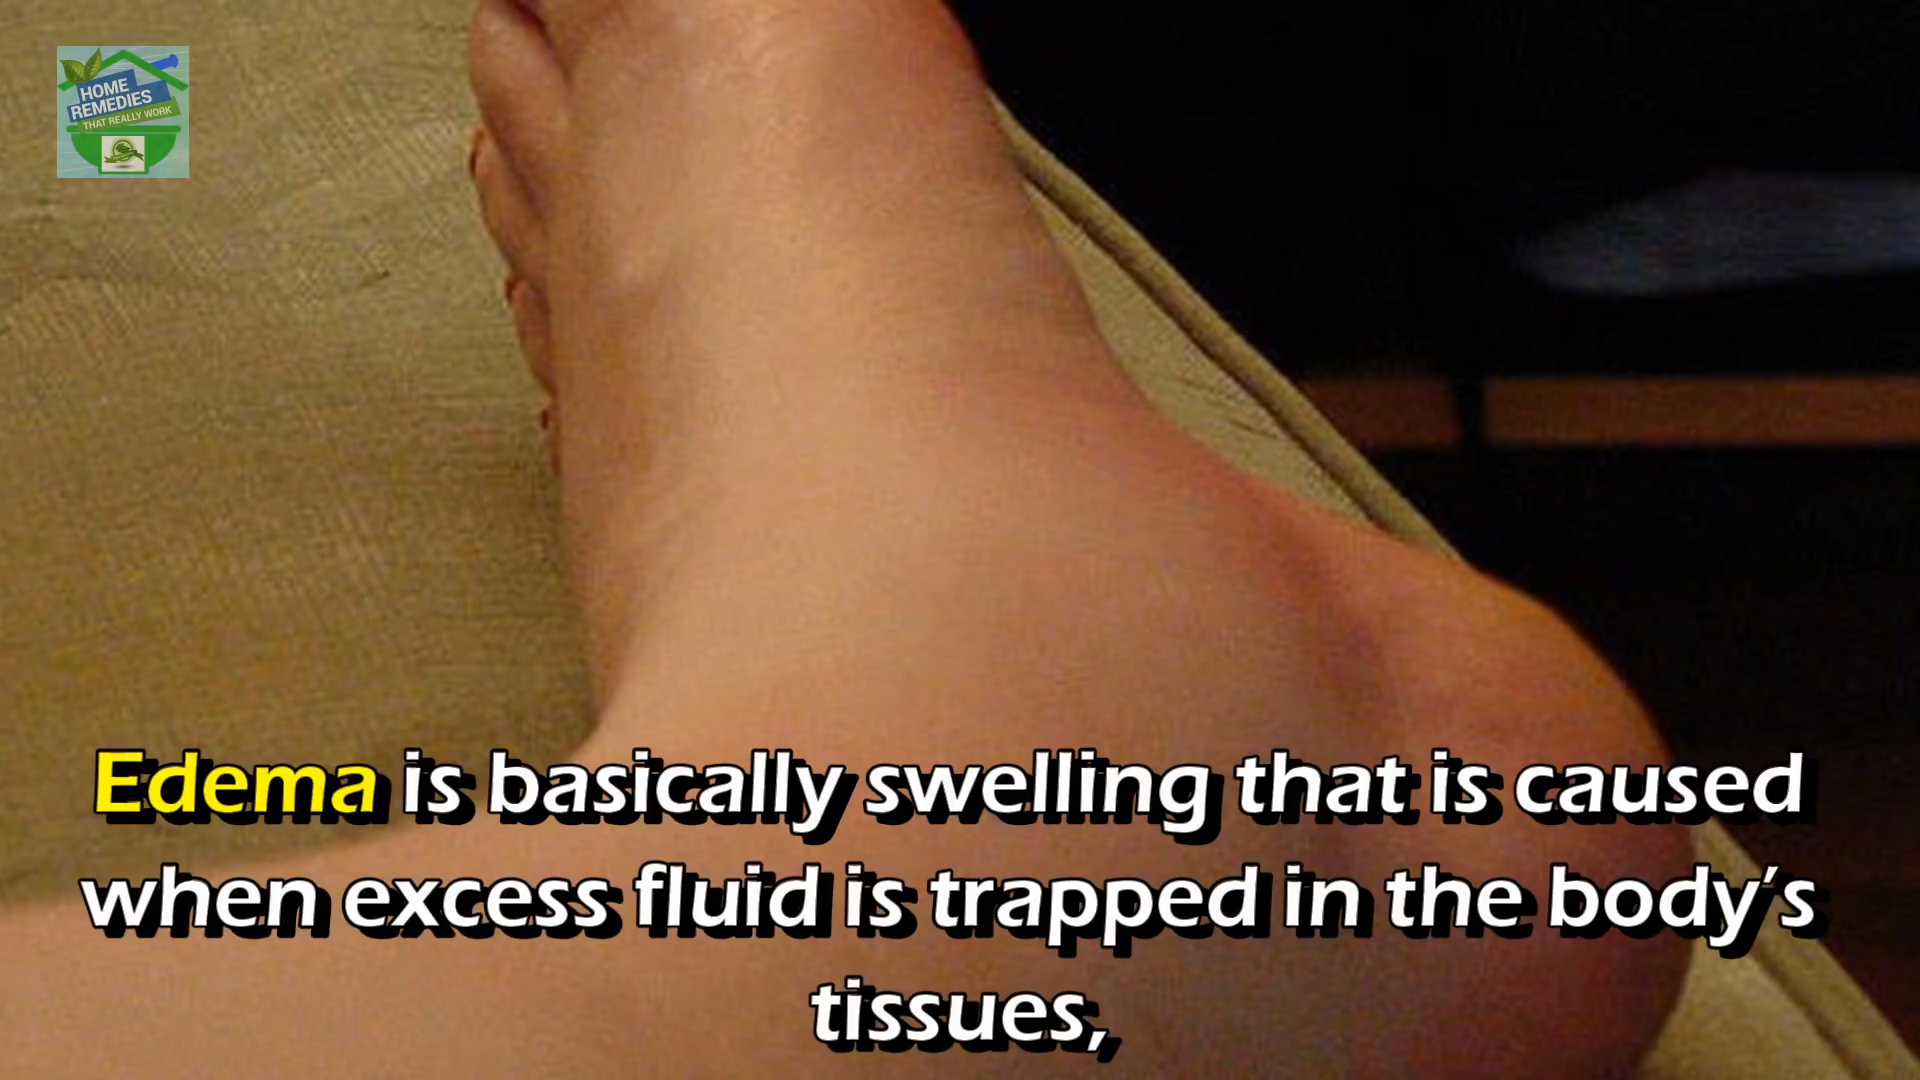 HOME
REMEDIES
THAT REALLY WORK
Edema is basically swelling that is caused
when excess fluid is trapped in the body's
tissues,